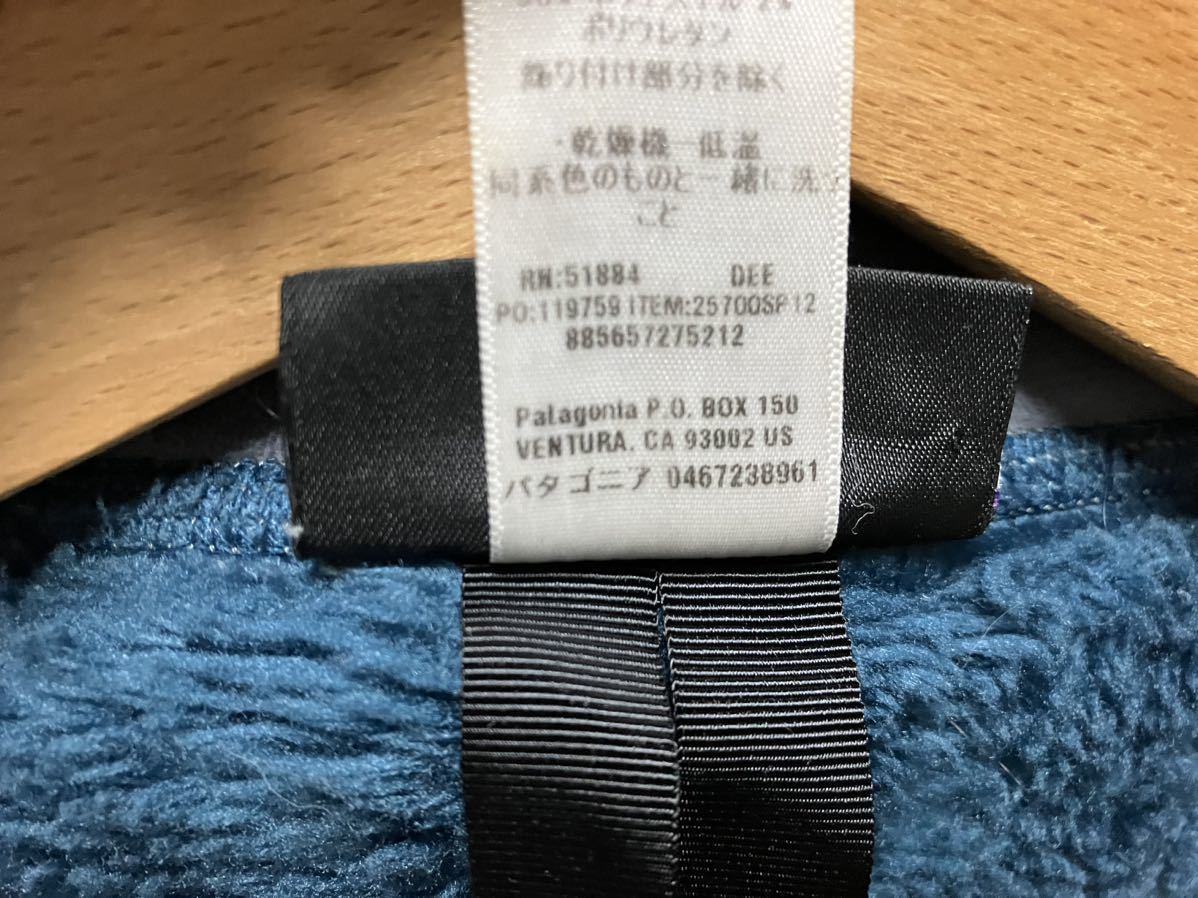 ポリウレタン
飾り付け部分を除く
・乾燥機 低温
同系色のものと一緒に洗う
こと
RN:51884 DEE
PO:119759 ITEM:25700SP12
885657275212
Patagonia P.O. BOX 150
VENTURA. CA 93002 US
パタゴニア 0467238961